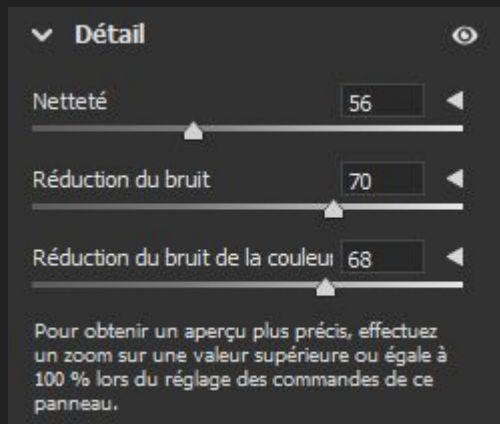 Détail
Netteté 56
Réduction du bruit 70
Réduction du bruit de la couleur 68
Pour obtenir un aperçu plus précis, effectuez
un zoom sur une valeur supérieure ou égale à
100 % lors du réglage des commandes de ce
panneau.